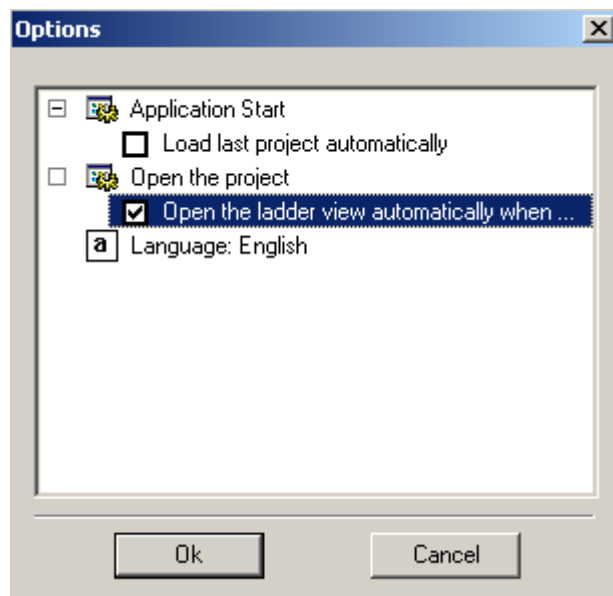 Options
Application Start
Load last project automatically
Open the project
Open the ladder view automatically when ...
a Language: English
Ok
Cancel